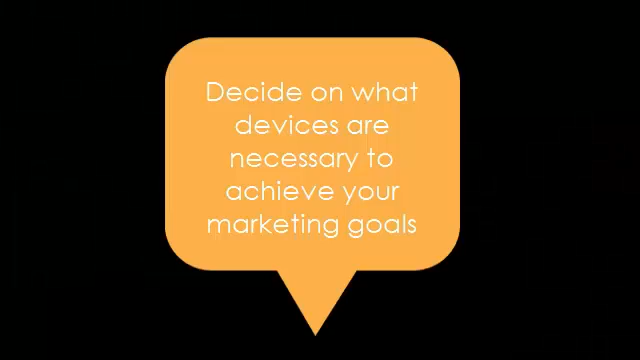 Decide on what
devices are
necessary to
achieve your
marketing goals